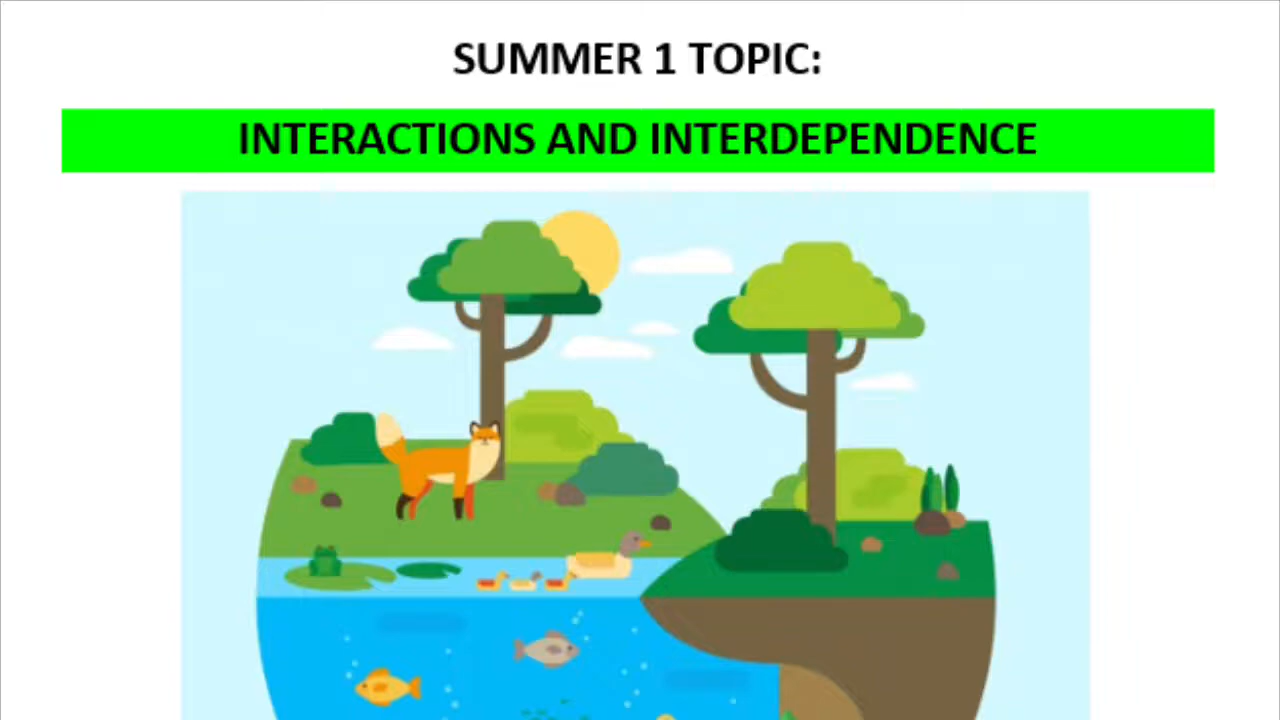 SUMMER 1 TOPIC:
INTERACTIONS AND INTERDEPENDENCE